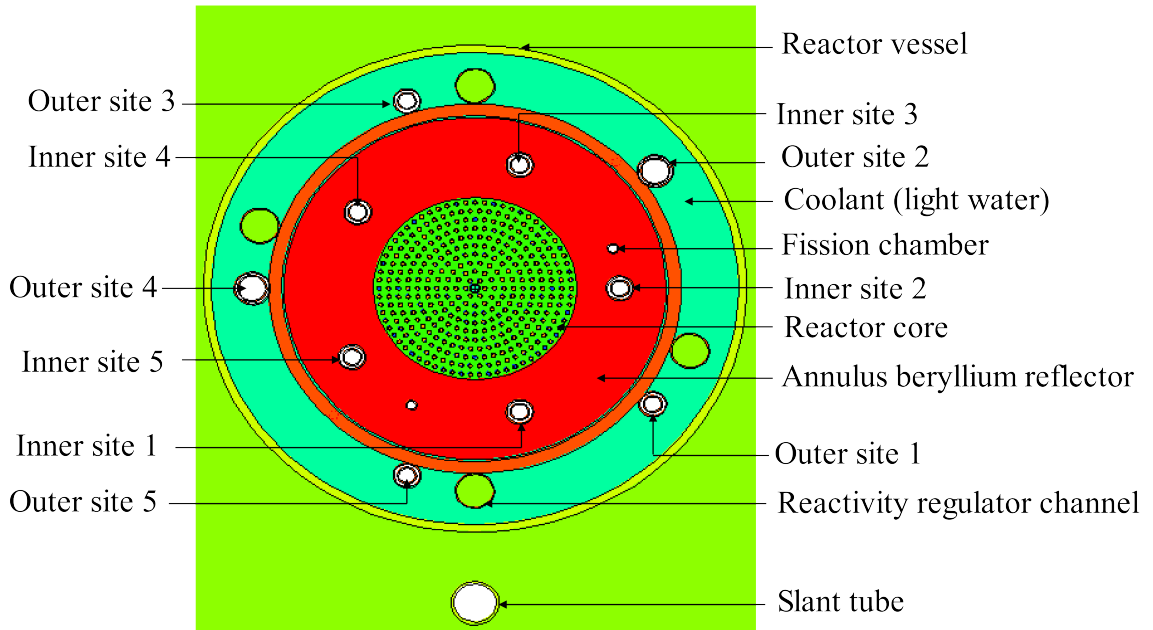 Reactor vessel
Outer site 3
Inner site 3
Inner site 4
Outer site 2
Coolant (light water)
Fission chamber
Outer site 4
Inner site 2
Reactor core
Inner site 5
Annulus beryllium reflector
Inner site 1
Outer site 1
Outer site 5
Reactivity regulator channel
Slant tube